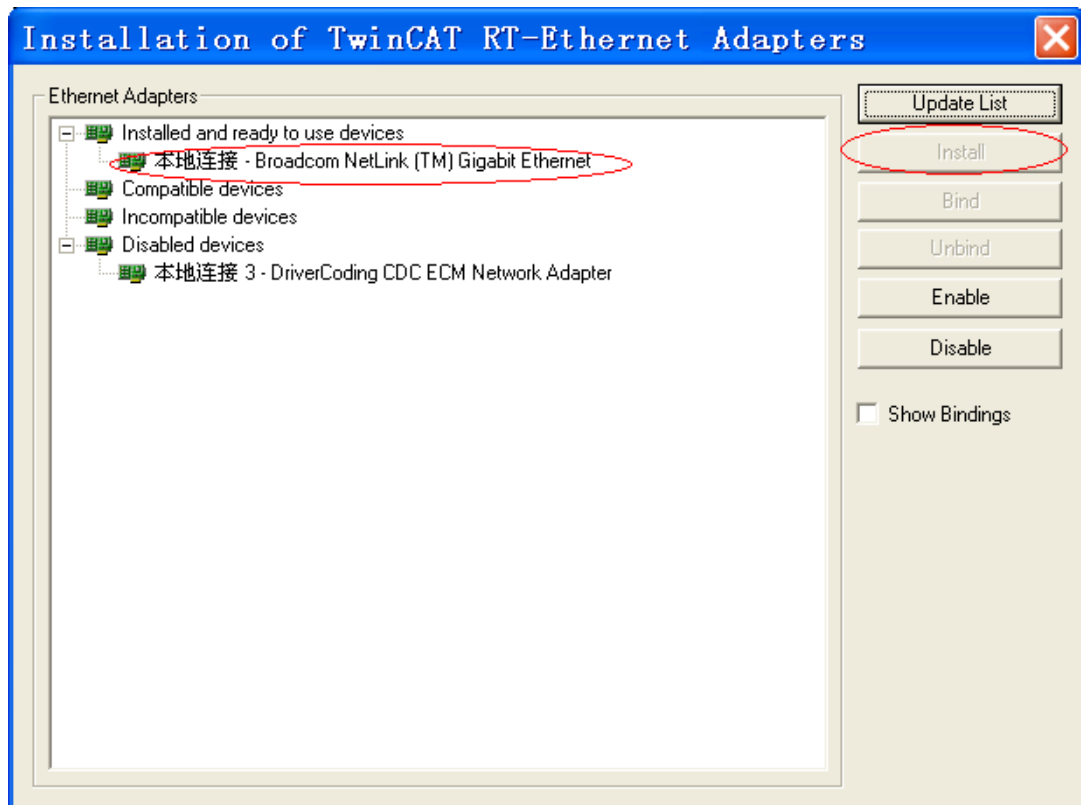 Installation of TwinCAT RT-Ethernet Adapters
Ethernet Adapters
Installed and ready to use devices
本地连接 - Broadcom NetLink (TM) Gigabit Ethernet
Compatible devices
Incompatible devices
Disabled devices
本地连接 3 - DriverCoding CDC ECM Network Adapter
Update List
Install
Bind
Unbind
Enable
Disable
Show Bindings